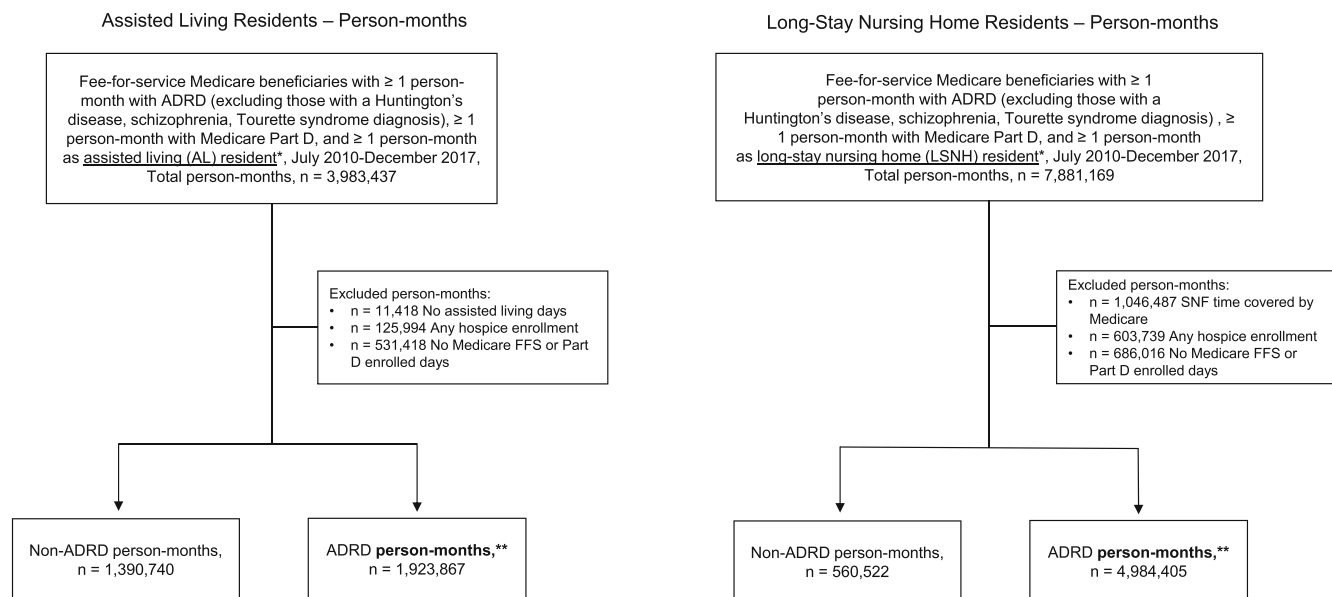 Assisted Living Residents – Person-months
Fee-for-service Medicare beneficiaries with ≥ 1 person-
month with ADRD (excluding those with a Huntington's
disease, schizophrenia, Tourette syndrome diagnosis), ≥
1 person-month with Medicare Part D, and ≥ 1 person-month
as assisted living (AL) resident*, July 2010-December 2017,
Total person-months, n = 3,983,437
Excluded person-months:
• n = 11,418 No assisted living days
• n = 125,994 Any hospice enrollment
• n = 531,418 No Medicare FFS or Part
D enrolled days
Non-ADRD person-months,
n = 1,390,740
ADRD person-months,**
n = 1,923,867
Long-Stay Nursing Home Residents – Person-months
Fee-for-service Medicare beneficiaries with ≥ 1
person-month with ADRD (excluding those with a
Huntington's disease, schizophrenia, Tourette syndrome diagnosis) , ≥
1 person-month with Medicare Part D, and ≥ 1 person-month
as long-stay nursing home (LSNH) resident*, July 2010-December 2017,
Total person-months, n = 7,881,169
Excluded person-months:
• n = 1,046,487 SNF time covered by
Medicare
• n = 603,739 Any hospice enrollment
• n = 686,016 No Medicare FFS or
Part D enrolled days
Non-ADRD person-months,
n = 560,522
ADRD person-months,**
n = 4,984,405